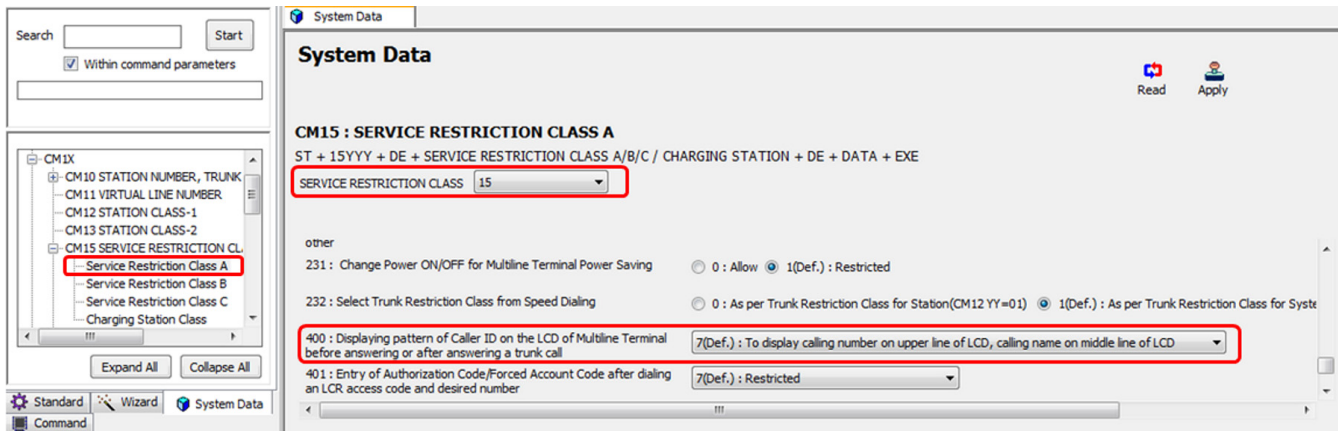 Search
Start
Within command parameters
CM1X
CM10 STATION NUMBER, TRUNK
CM11 VIRTUAL LINE NUMBER
CM12 STATION CLASS-1
CM13 STATION CLASS-2
CM15 SERVICE RESTRICTION CL
Service Restriction Class A
Service Restriction Class B
Service Restriction Class C
Charging Station Class
Expand All
Collapse All
Standard
Wizard
System Data
Command
System Data
System Data
Read
Apply
CM15 : SERVICE RESTRICTION CLASS A
ST + 15YYY + DE + SERVICE RESTRICTION CLASS A/B/C / CHARGING STATION + DE + DATA + EXE
SERVICE RESTRICTION CLASS 15
other
231 : Change Power ON/OFF for Multiline Terminal Power Saving
0 : Allow
1(Def.) : Restricted
232 : Select Trunk Restriction Class from Speed Dialing
0 : As per Trunk Restriction Class for Station(CM12 YY=01)
1(Def.) : As per Trunk Restriction Class for Syste
400 : Displaying pattern of Caller ID on the LCD of Multiline Terminal
before answering or after answering a trunk call
7(Def.) : To display calling number on upper line of LCD, calling name on middle line of LCD
401 : Entry of Authorization Code/Forced Account Code after dialing
an LCR access code and desired number
7(Def.) : Restricted